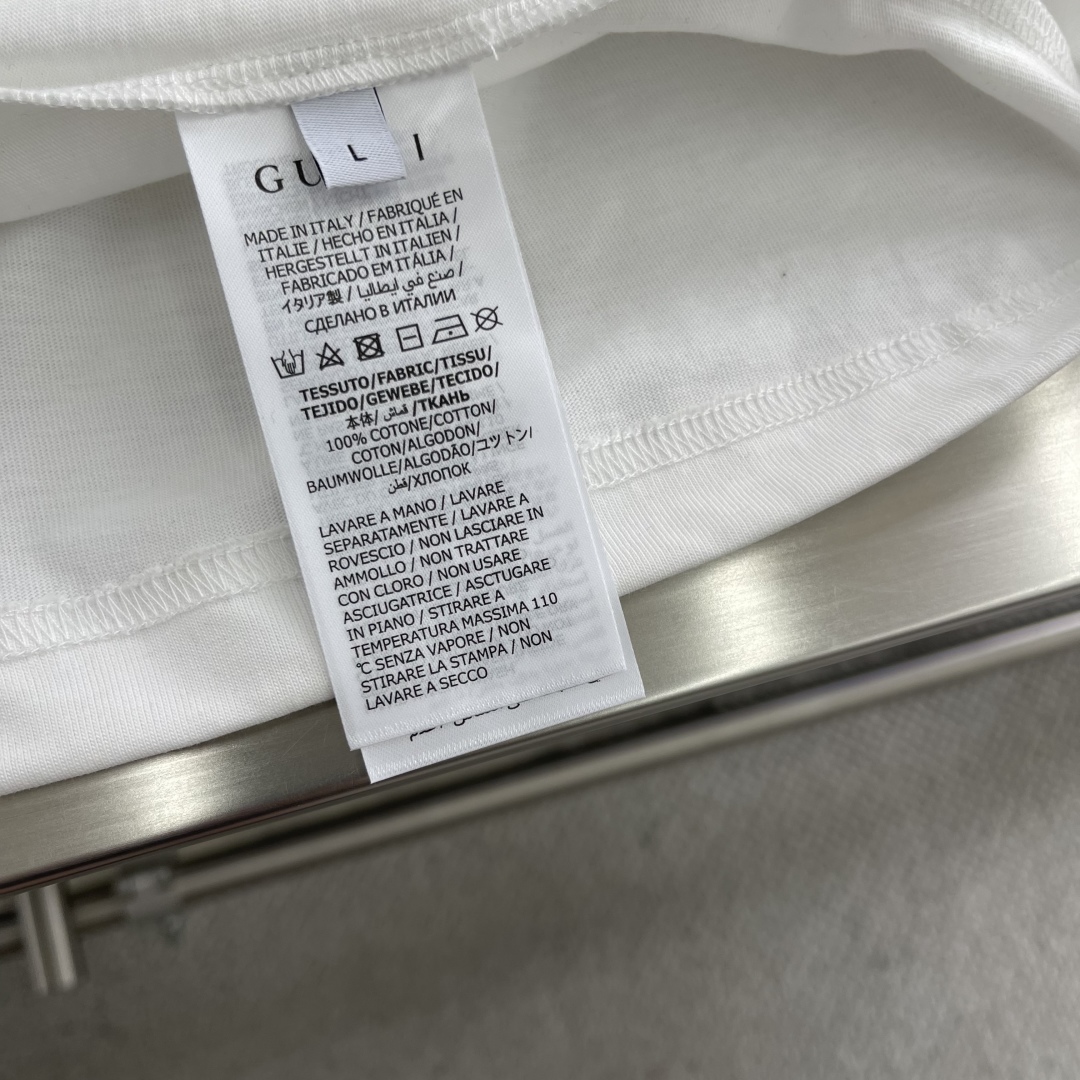 L
GU I
MADE IN ITALY / FABRIQUÉ EN
ITALIE / HECHO EN ITALIA /
HERGESTELLT IN ITALIEN /
FABRICADO EM ITÁLIA /
イタリア製 / صنع في ايطاليا /
СДЕЛАНО В ИТАЛИИ
TESSUTO/FABRIC/TISSU/
TEJIDO/GEWEBE/TECIDO/
本体/ قماش /ТКАНЬ
100% COTONE/COTTON/
COTON/ALGODON/
BAUMWOLLE/ALGODÃO/ユットン/
قطن/ХЛОПОК
LAVARE A MANO / LAVARE
SEPARATAMENTE / LAVARE A
ROVESCIO / NON LASCIARE IN
AMMOLLO / NON TRATTARE
CON CLORO / NON USARE
ASCIUGATRICE / ASCTUGARE
IN PIANO / STIRARE A
TEMPERATURA MASSIMA 110
℃ SENZA VAPORE / NON
STIRARE LA STAMPA / NON
LAVARE A SECCO